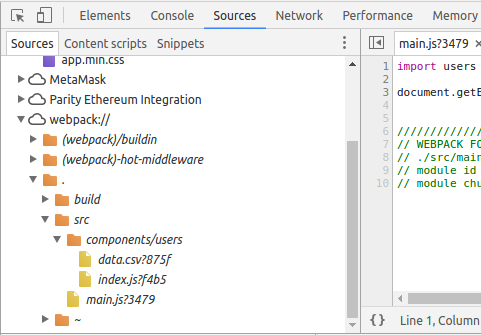 Elements Console Sources Network Performance Memory
Sources Content scripts Snippets
main.js?3479
app.min.css
MetaMask
Parity Ethereum Integration
webpack://
(webpack)/buildin
(webpack)-hot-middleware
.
build
src
components/users
data.csv?875f
index.js?f4b5
main.js?3479
~
1 import users
2
3 document.getE
4
5
6 //////////////
7 // WEBPACK FO
8 // ./src/main
9 // module id
10 // module chu
{} Line 1, Column